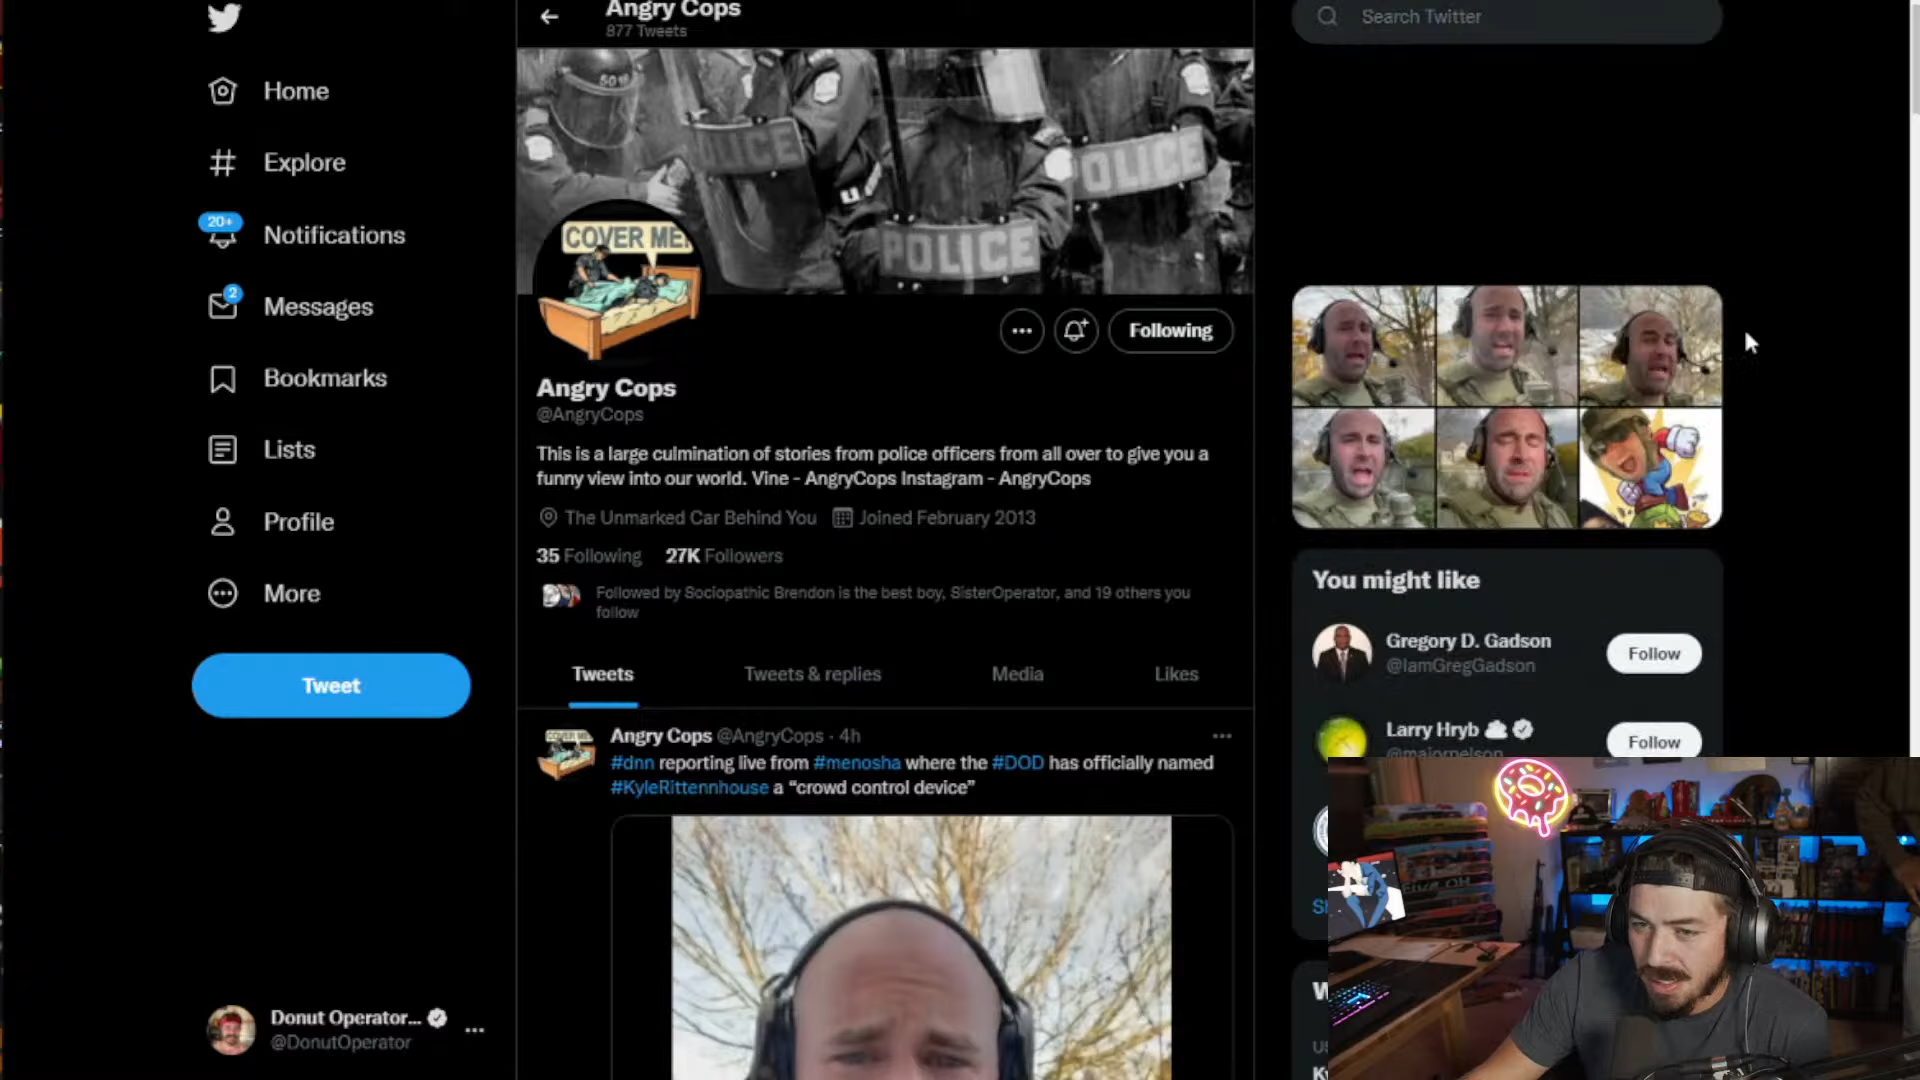 Angry Cops
877 Tweets
Search Twitter
Home
Explore
20+
Notifications
2
Messages
Bookmarks
Lists
Profile
More
Tweet
5018
POLICE
POLICE
POLICE
COVER ME!
Following
Angry Cops
@AngryCops
This is a large culmination of stories from police officers from all over to give you a
funny view into our world. Vine - AngryCops Instagram - AngryCops
The Unmarked Car Behind You Joined February 2013
35 Following 27K Followers
Followed by Sociopathic Brendon is the best boy, SisterOperator, and 19 others you
follow
Tweets Tweets & replies Media Likes
COVER ME!
Angry Cops @AngryCops · 4h
#dnn reporting live from #menosha where the #DOD has officially named
#KyleRittennhouse a “crowd control device”
You might like
Gregory D. Gadson
@IamGregGadson
Follow
Larry Hryb
@majornelson
Follow
Donut Operator...
@DonutOperator